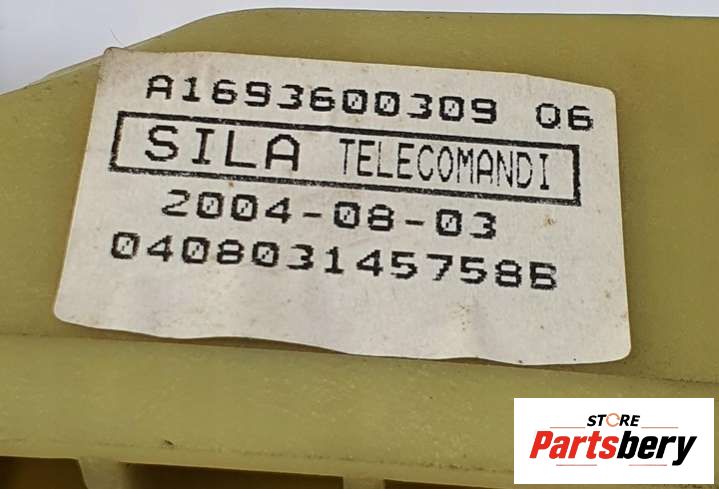 A1693600309 06
SILA TELECOMANDI
2004-08-03
040803145758B
STORE
Partsbery